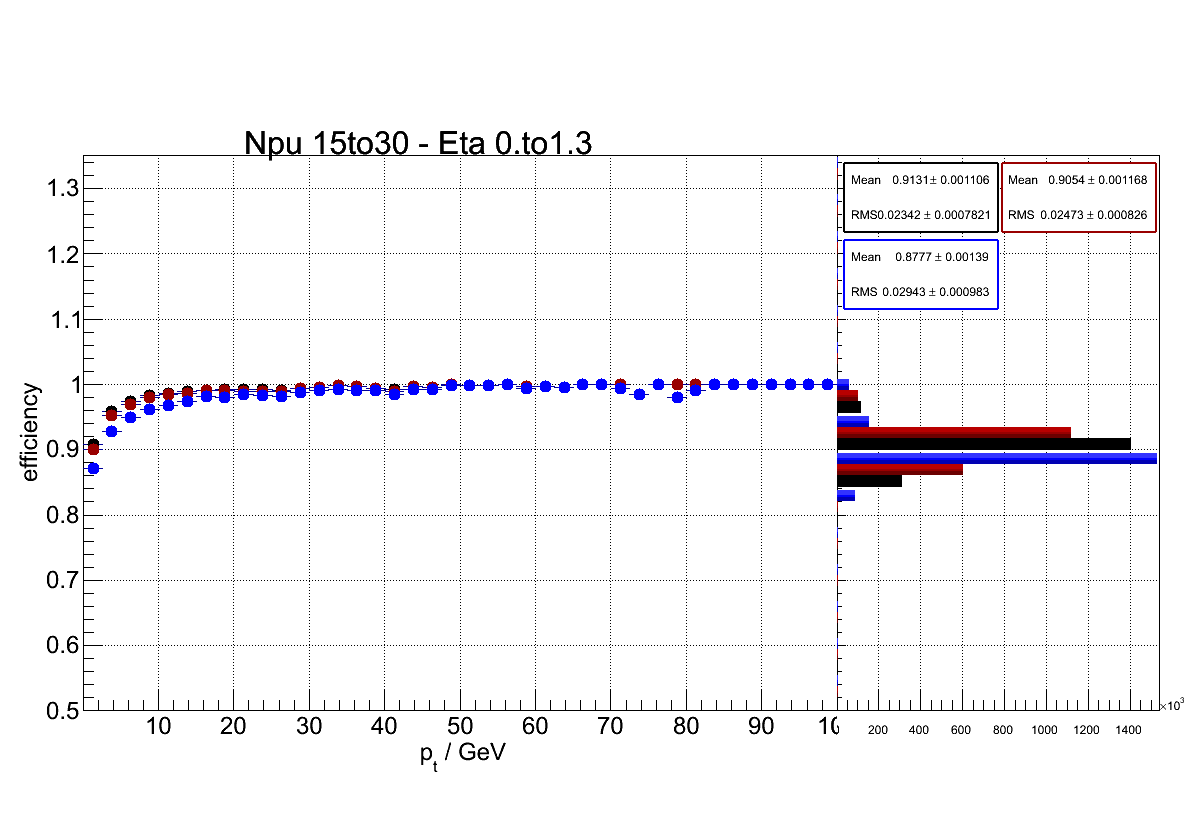 Npu 15to30 - Eta 0.to1.3
Mean 0.9131± 0.001106
RMS0.02342 ± 0.0007821
Mean 0.9054 ± 0.001168
RMS 0.02473 ± 0.000826
Mean 0.8777 ± 0.00139
RMS 0.02943 ± 0.000983
efficiency
1.3
1.2
1.1
1
0.9
0.8
0.7
0.6
0.5
10 20 30 40 50 60 70 80 90 10
p_t / GeV
200 400 600 800 1000 1200 1400
×10³